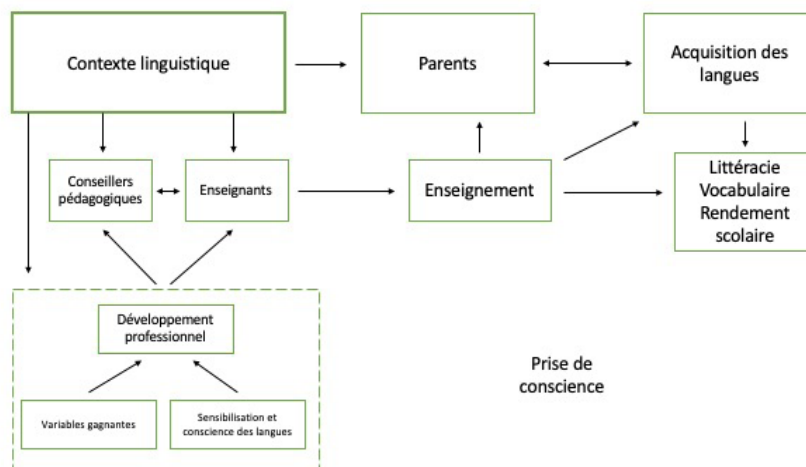 Contexte linguistique
Parents
Acquisition des
langues
Conseillers
pédagogiques
Enseignants
Enseignement
Littéracie
Vocabulaire
Rendement
scolaire
Développement
professionnel
Variables gagnantes
Sensibilisation et
conscience des langues
Prise de
conscience